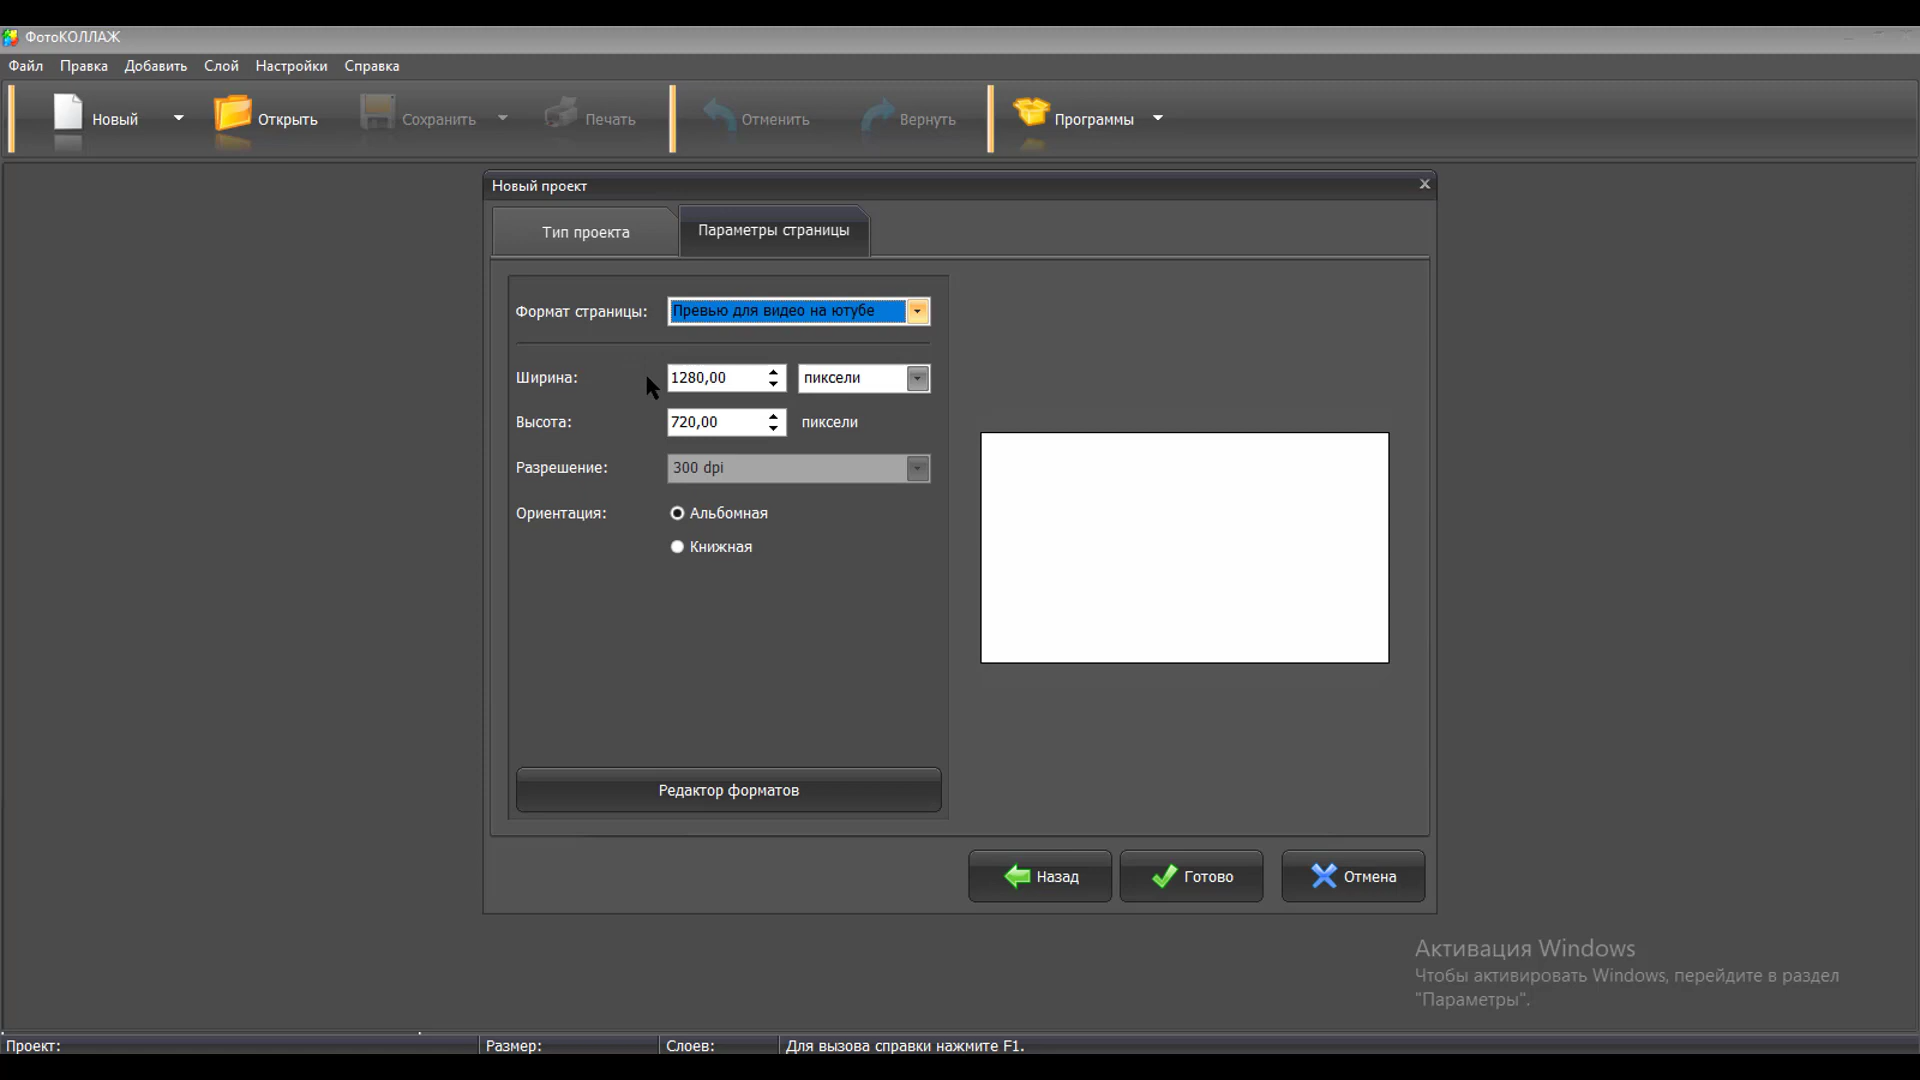 ФотоКОЛЛАЖ
Файл Правка Добавить Слой Настройки Справка
Новый Открыть Сохранить Печать Отменить Вернуть Программы
Новый проект
Тип проекта Параметры страницы
Формат страницы: Превью для видео на ютубе
Ширина: 1280,00 пиксели
Высота: 720,00 пиксели
Разрешение: 300 dpi
Ориентация: Альбомная
Книжная
Редактор форматов
Назад Готово Отмена
Активация Windows
Чтобы активировать Windows, перейдите в раздел
"Параметры".
Проект: Размер: Слоев: Для вызова справки нажмите F1.